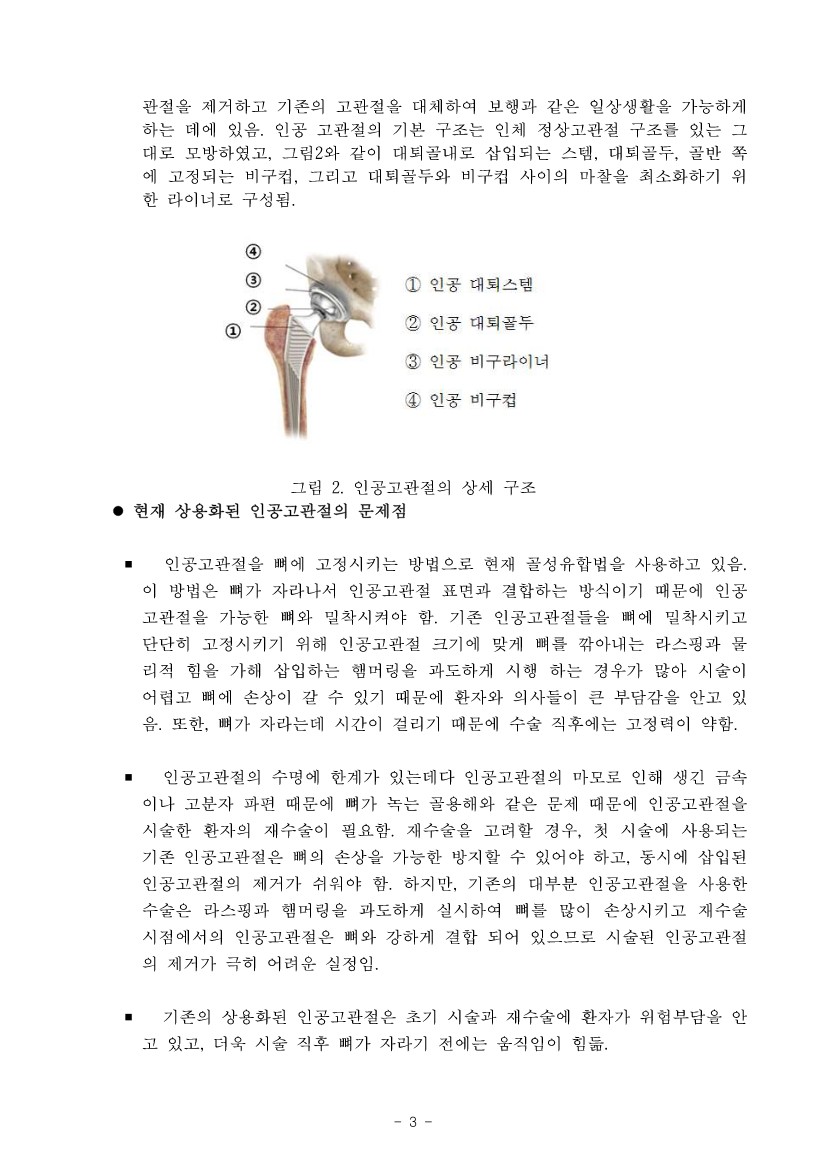 관절을 제거하고 기존의 고관절을 대체하여 보행과 같은 일상생활을 가능하게
하는 데에 있음. 인공 고관절의 기본 구조는 인체 정상고관절 구조를 있는 그
대로 모방하였고, 그림2와 같이 대퇴골내로 삽입되는 스템, 대퇴골두, 골반 쪽
에 고정되는 비구컵, 그리고 대퇴골두와 비구컵 사이의 마찰을 최소화하기 위
한 라이너로 구성됨.
④
③
②
①
① 인공 대퇴스템
② 인공 대퇴골두
③ 인공 비구라이너
④ 인공 비구컵
그림 2. 인공고관절의 상세 구조
● 현재 상용화된 인공고관절의 문제점
▪ 인공고관절을 뼈에 고정시키는 방법으로 현재 골성유합법을 사용하고 있음.
이 방법은 뼈가 자라나서 인공고관절 표면과 결합하는 방식이기 때문에 인공
고관절을 가능한 뼈와 밀착시켜야 함. 기존 인공고관절들을 뼈에 밀착시키고
단단히 고정시키기 위해 인공고관절 크기에 맞게 뼈를 깎아내는 라스핑과 물
리적 힘을 가해 삽입하는 햄머링을 과도하게 시행 하는 경우가 많아 시술이
어렵고 뼈에 손상이 갈 수 있기 때문에 환자와 의사들이 큰 부담감을 안고 있
음. 또한, 뼈가 자라는데 시간이 걸리기 때문에 수술 직후에는 고정력이 약함.
▪ 인공고관절의 수명에 한계가 있는데다 인공고관절의 마모로 인해 생긴 금속
이나 고분자 파편 때문에 뼈가 녹는 골용해와 같은 문제 때문에 인공고관절을
시술한 환자의 재수술이 필요함. 재수술을 고려할 경우, 첫 시술에 사용되는
기존 인공고관절은 뼈의 손상을 가능한 방지할 수 있어야 하고, 동시에 삽입된
인공고관절의 제거가 쉬워야 함. 하지만, 기존의 대부분 인공고관절을 사용한
수술은 라스핑과 햄머링을 과도하게 실시하여 뼈를 많이 손상시키고 재수술
시점에서의 인공고관절은 뼈와 강하게 결합 되어 있으므로 시술된 인공고관절
의 제거가 극히 어려운 실정임.
▪ 기존의 상용화된 인공고관절은 초기 시술과 재수술에 환자가 위험부담을 안
고 있고, 더욱 시술 직후 뼈가 자라기 전에는 움직임이 힘듦.
- 3 -